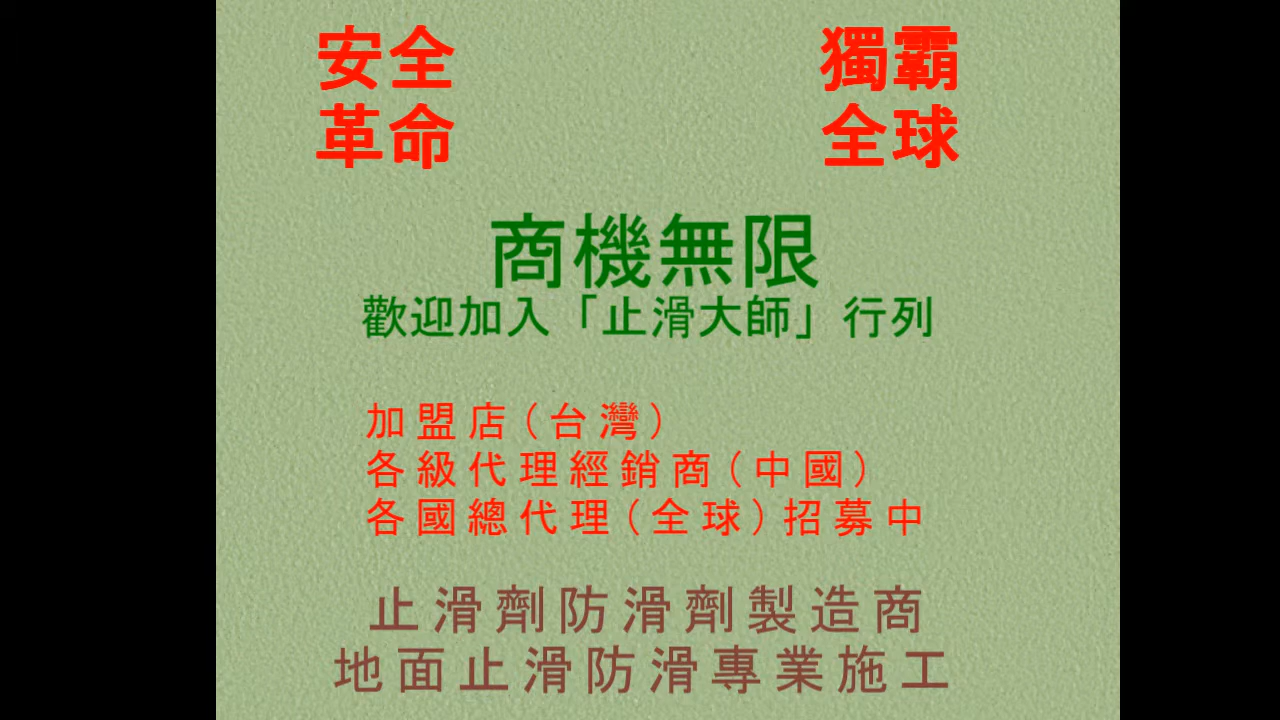 安全 獨霸
革命 全球
商機無限
歡迎加入「止滑大師」行列
加盟店(台灣)
各級代理經銷商(中國)
各國總代理(全球)招募中
止滑劑防滑劑製造商
地面止滑防滑專業施工